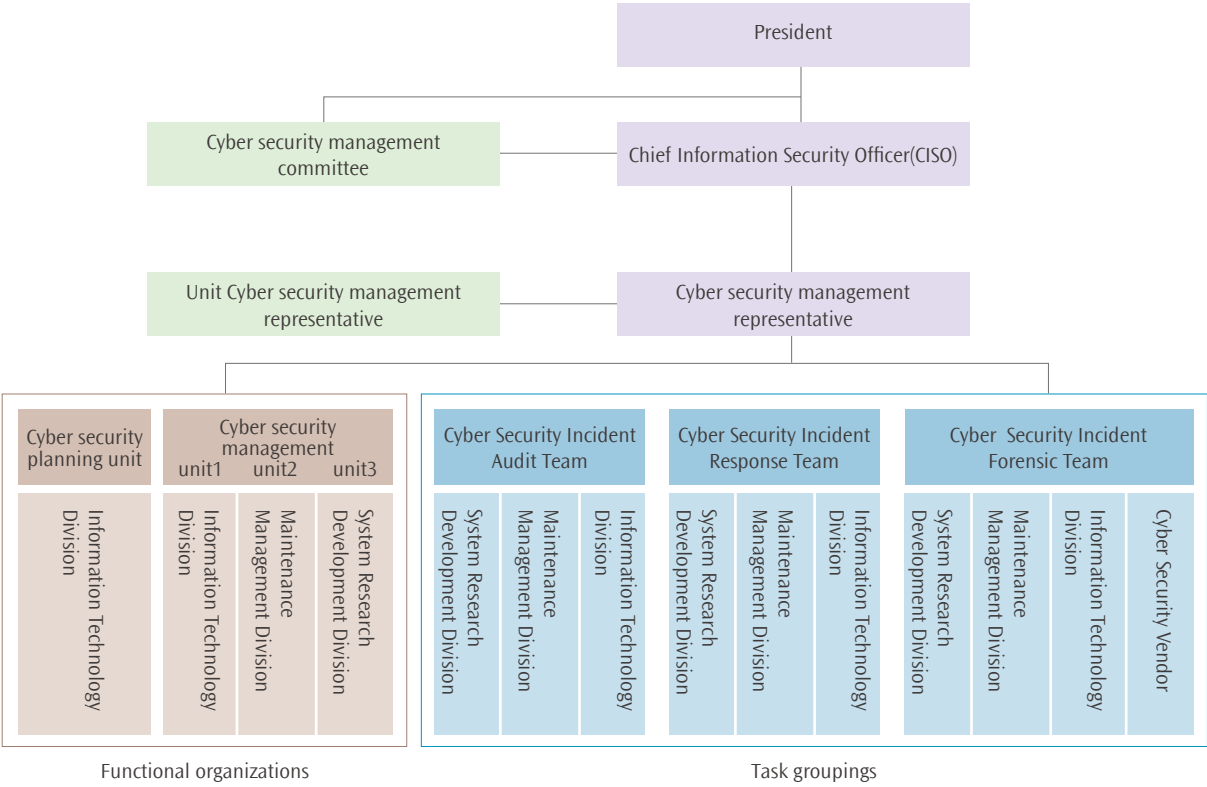 President
Cyber security management
committee
Chief Information Security Officer(CISO)
Unit Cyber security management
representative
Cyber security management
representative
Cyber security
planning unit
Cyber security
management
unit1 unit2 unit3
Information Technology
Division
Information Technology
Division
Maintenance
Management Division
System Research
Development Division
Functional organizations
Cyber Security Incident
Audit Team
System Research
Development Division
Maintenance
Management Division
Information Technology
Division
Cyber Security Incident
Response Team
System Research
Development Division
Maintenance
Management Division
Information Technology
Division
Cyber Security Incident
Forensic Team
System Research
Development Division
Maintenance
Management Division
Information Technology
Division
Cyber Security Vendor
Task groupings